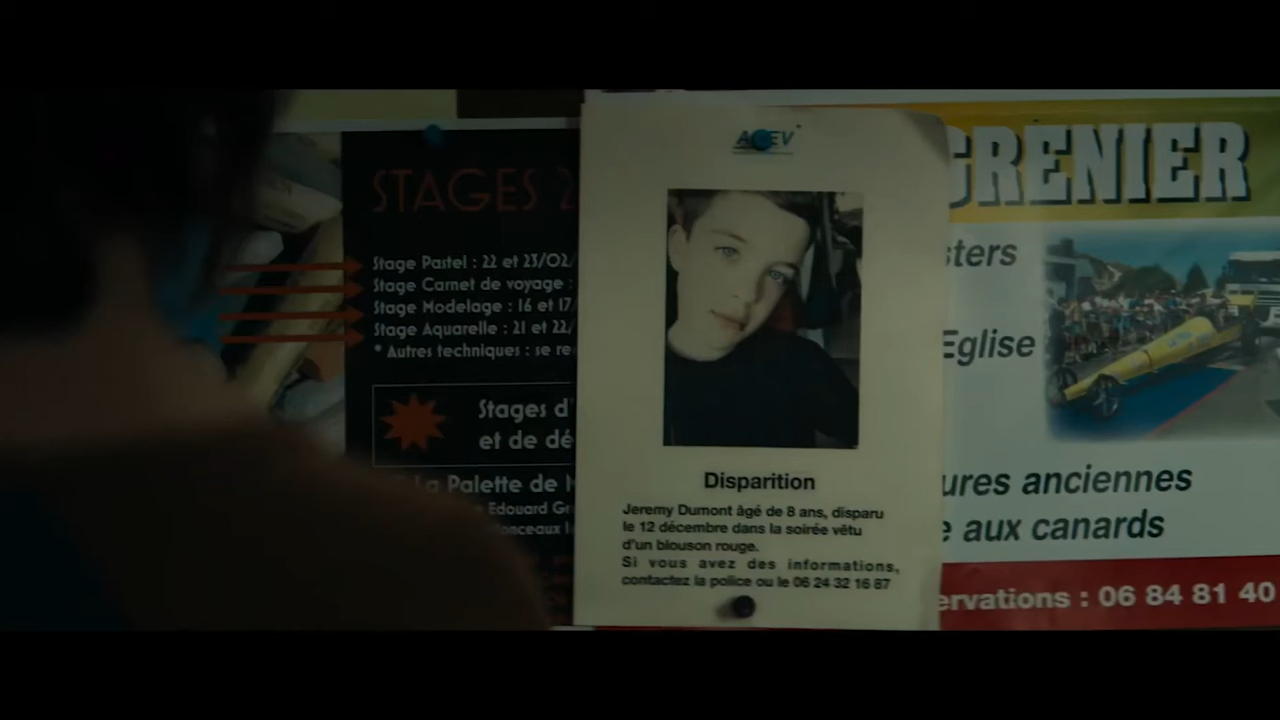 STAGES
Stage Pastel : 22 et 23/02/
Stage Carnet de voyage :
Stage Modelage : 16 et 17/
Stage Aquarelle : 21 et 22/
* Autres techniques : se re
Stages d'
et de dé
La Palette de
Edouard Gr
onceaux
Disparition
Jeremy Dumont âgé de 8 ans, disparu
le 12 décembre dans la soirée vêtu
d'un blouson rouge.
Si vous avez des informations,
contactez la police ou le 06 24 32 16 87
GRENIER
sters
Eglise
ures anciennes
e aux canards
ervations : 06 84 81 40